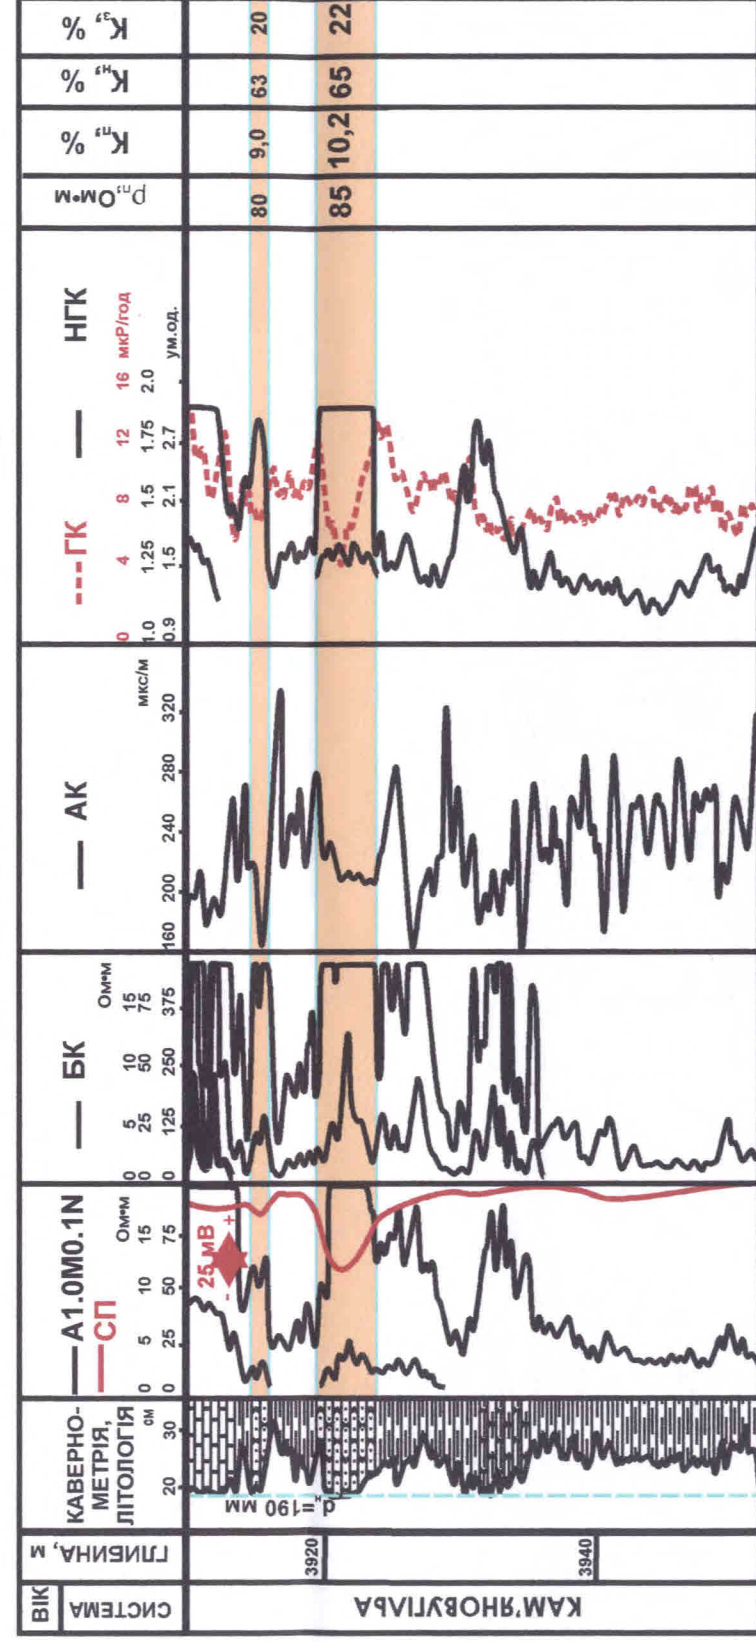 ВІК
СИСТЕМА
ГЛИБИНА, м
КАВЕРНО-
МЕТРІЯ,
ЛІТОЛОГІЯ
см
20 30
A1.0M0.1N
СП
Ом•м
0 5 10 15
0 25 50 75
БК
Ом•м
0 5 10 15
0 25 50 75
0 125 250 375
АК
мкс/м
160 200 240 280 320
ГК НГК
0 4 8 12 16 мкР/год
1.0 1.25 1.5 1.75 2.0
0.9 1.5 2.1 2.7 ум.од.
ρп, Ом•м
Кп, %
Кн, %
Кз, %
КАМ'ЯНОВУГІЛЬА
3920
3940
dн=190 мм
- 25 мВ +
80 9,0 63 20
85 10,2 65 22